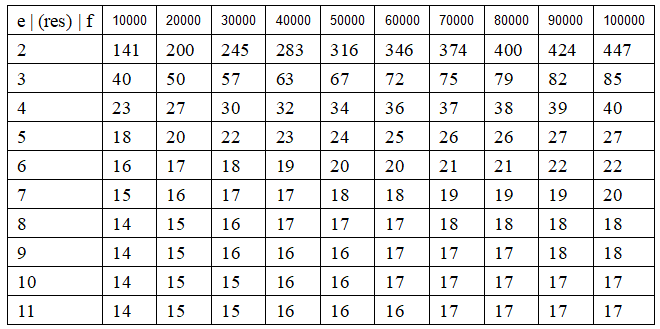 e | (res) | f 10000 20000 30000 40000 50000 60000 70000 80000 90000 100000
2 141 200 245 283 316 346 374 400 424 447
3 40 50 57 63 67 72 75 79 82 85
4 23 27 30 32 34 36 37 38 39 40
5 18 20 22 23 24 25 26 26 27 27
6 16 17 18 19 20 20 21 21 22 22
7 15 16 17 17 18 18 19 19 19 20
8 14 15 16 17 17 17 18 18 18 18
9 14 15 16 16 16 17 17 17 18 18
10 14 15 15 16 16 17 17 17 17 17
11 14 15 15 16 16 16 17 17 17 17